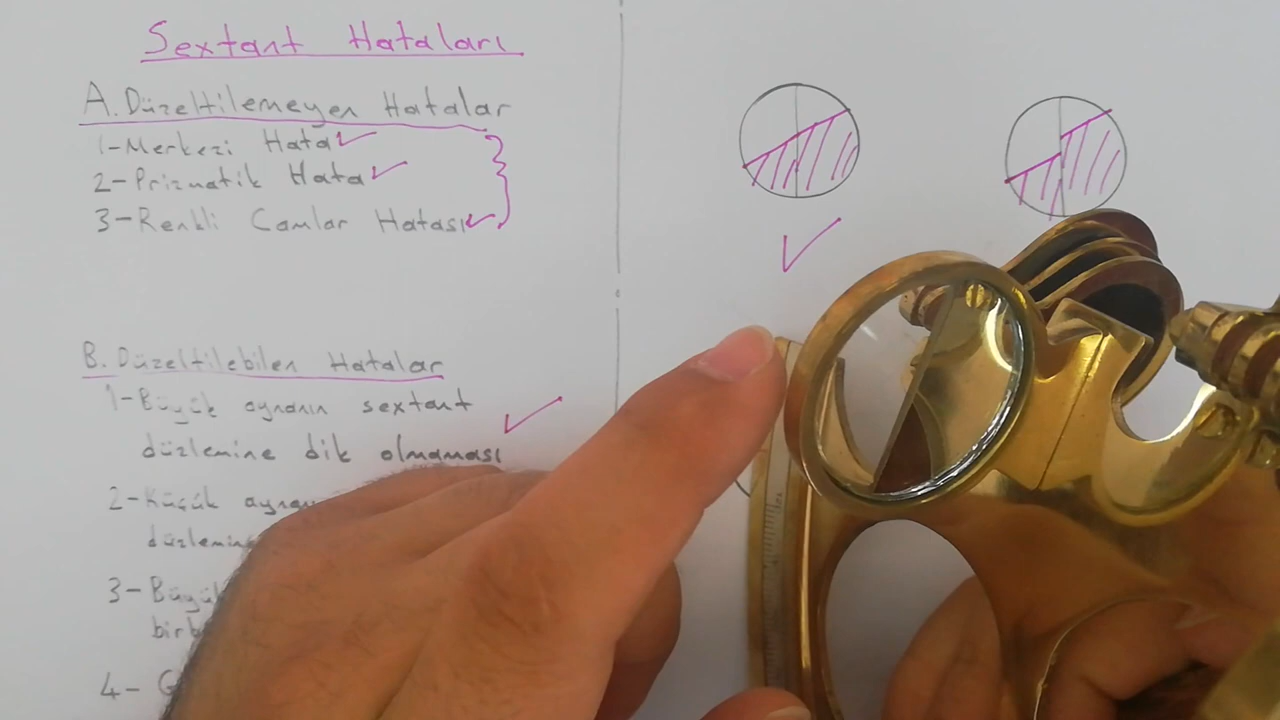 Sextant Hataları
A. Düzeltilemeyen Hatalar
1-Merkezi Hata
2-Prizmatik Hata
3-Renkli Camlar Hatası
B. Düzeltilebilen Hatalar
1-Büyük aynanın sextant
düzlemine dik olmaması
2-Küçük
3-
4-